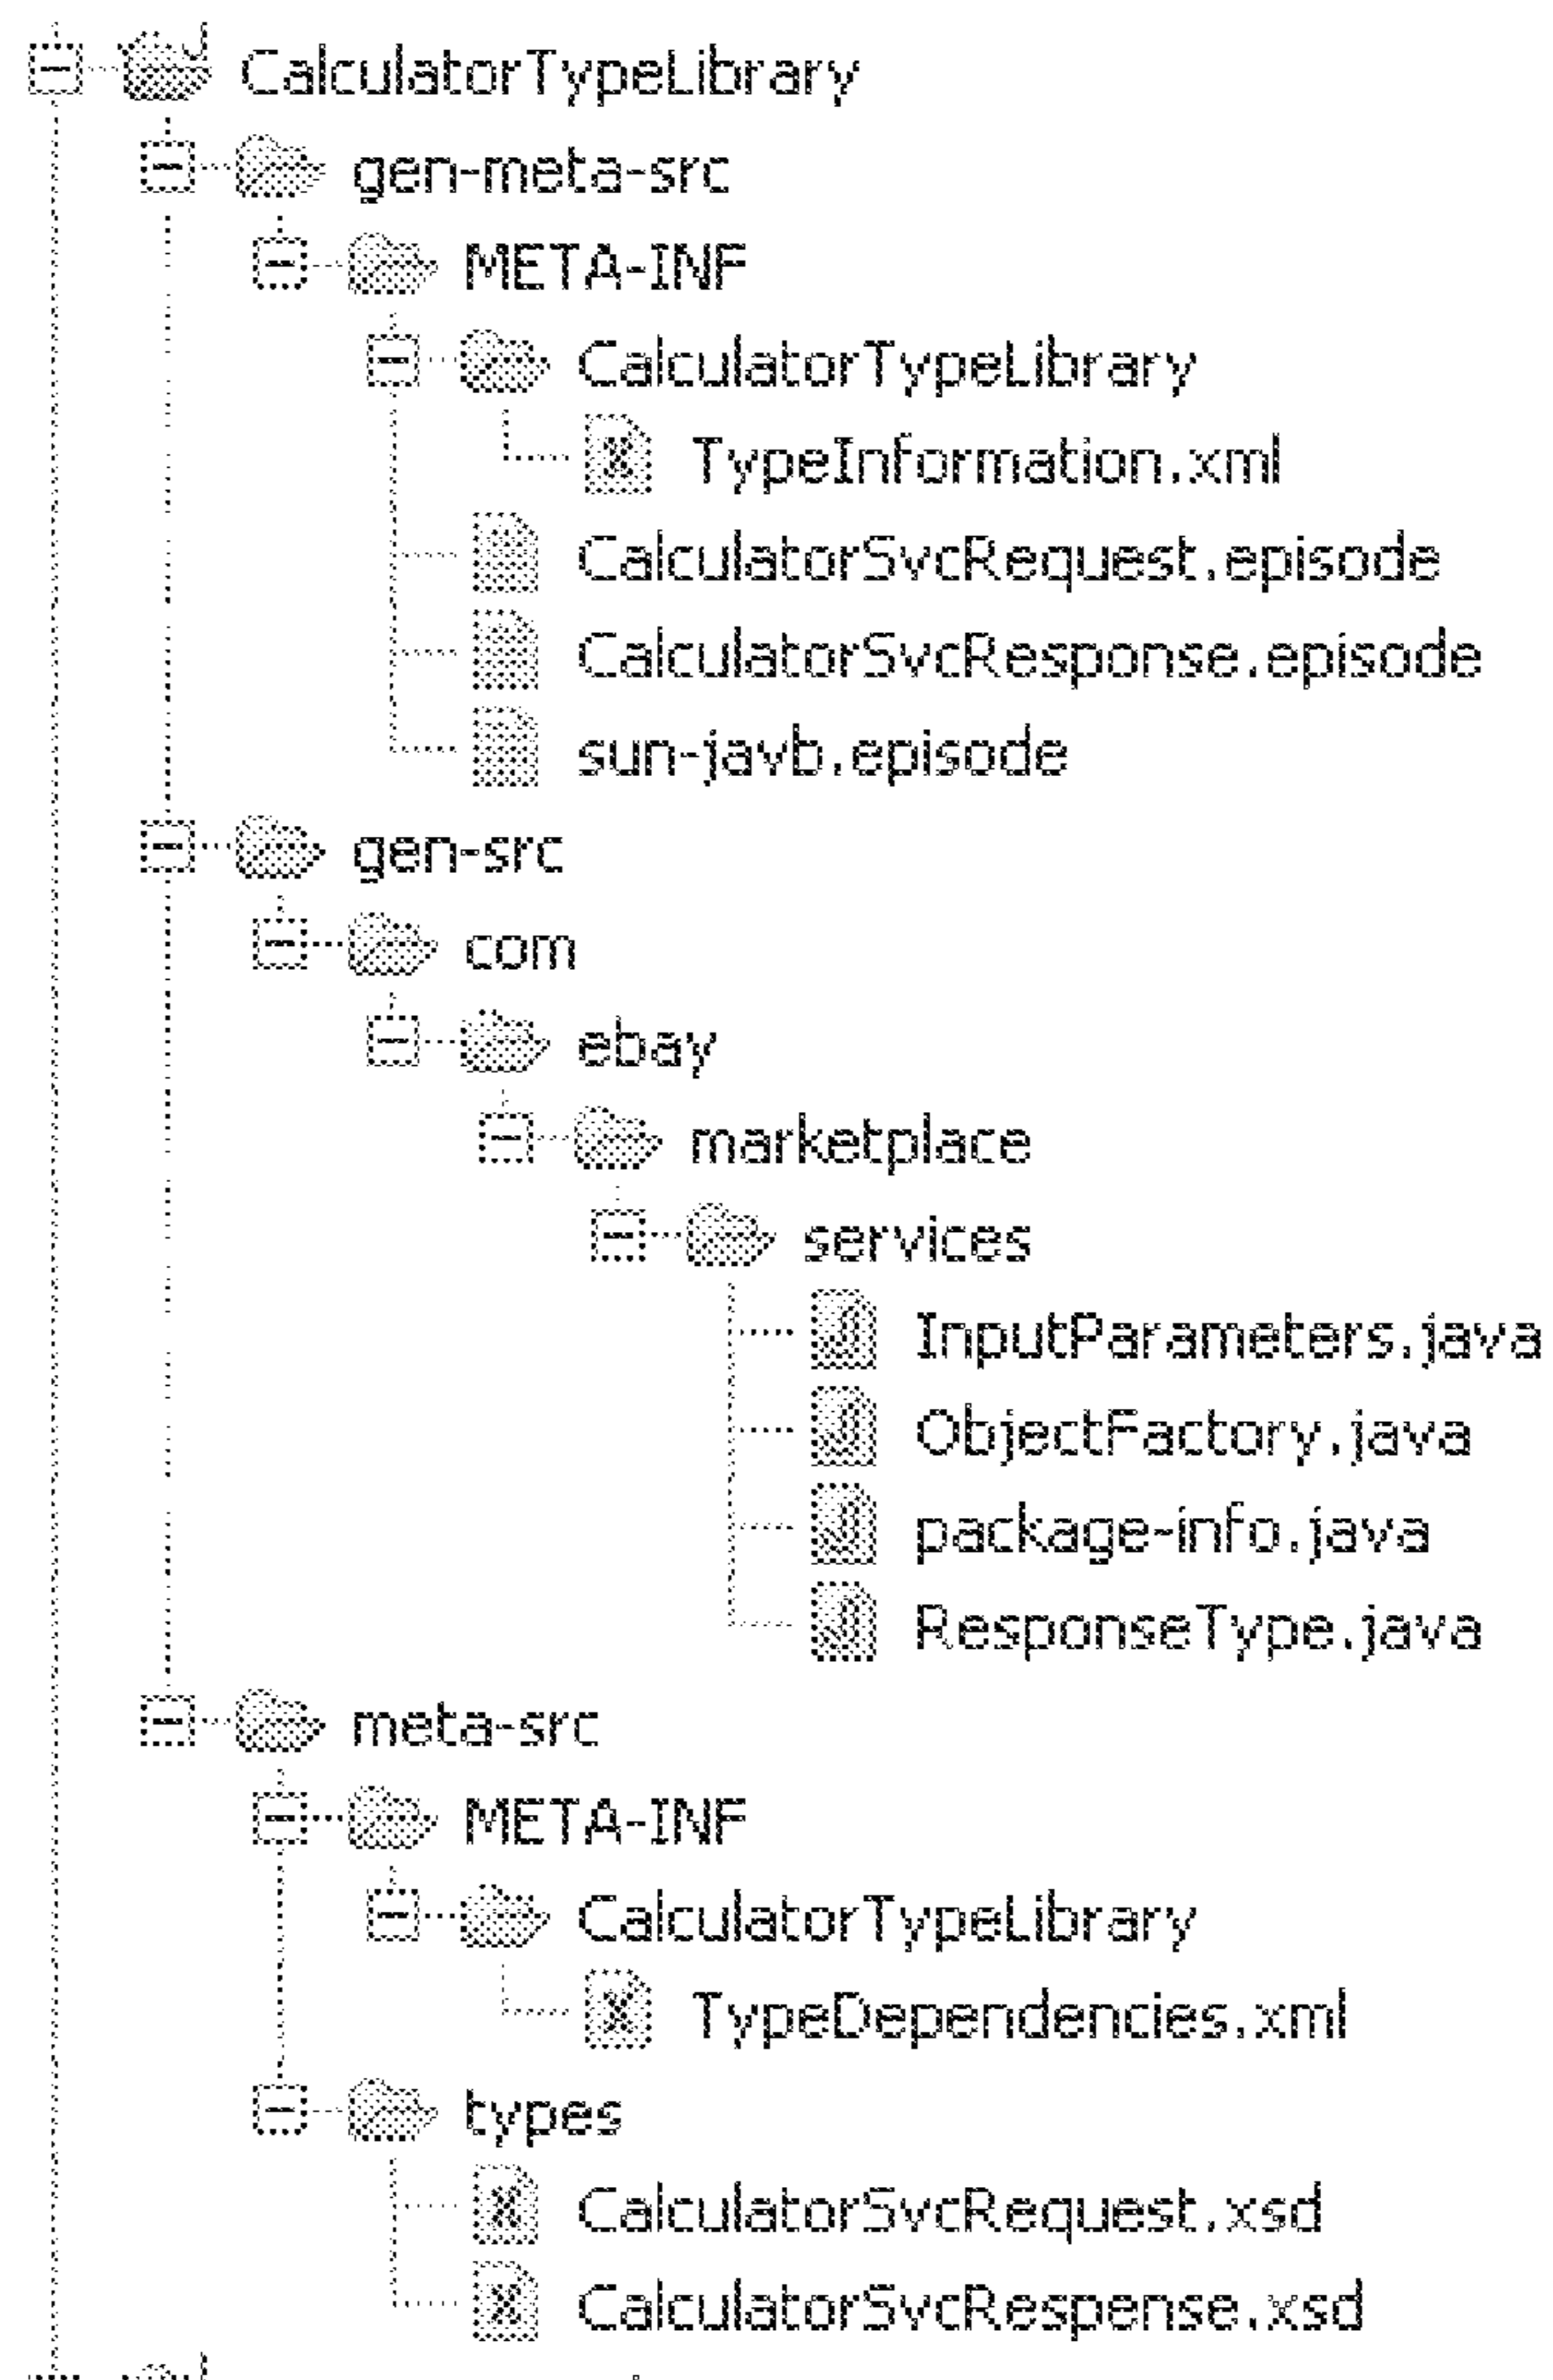 CalculatorTypeLibrary
gen-meta-src
META-INF
CalculatorTypeLibrary
TypeInformation.xml
CalculatorSvcRequest.episode
CalculatorSvcResponse.episode
sun-javb.episode
gen-src
com
ebay
marketplace
services
InputParameters.java
ObjectFactory.java
package-info.java
ResponseType.java
meta-src
META-INF
CalculatorTypeLibrary
TypeDependencies.xml
types
CalculatorSvcRequest.xsd
CalculatorSvcRespense.xsd